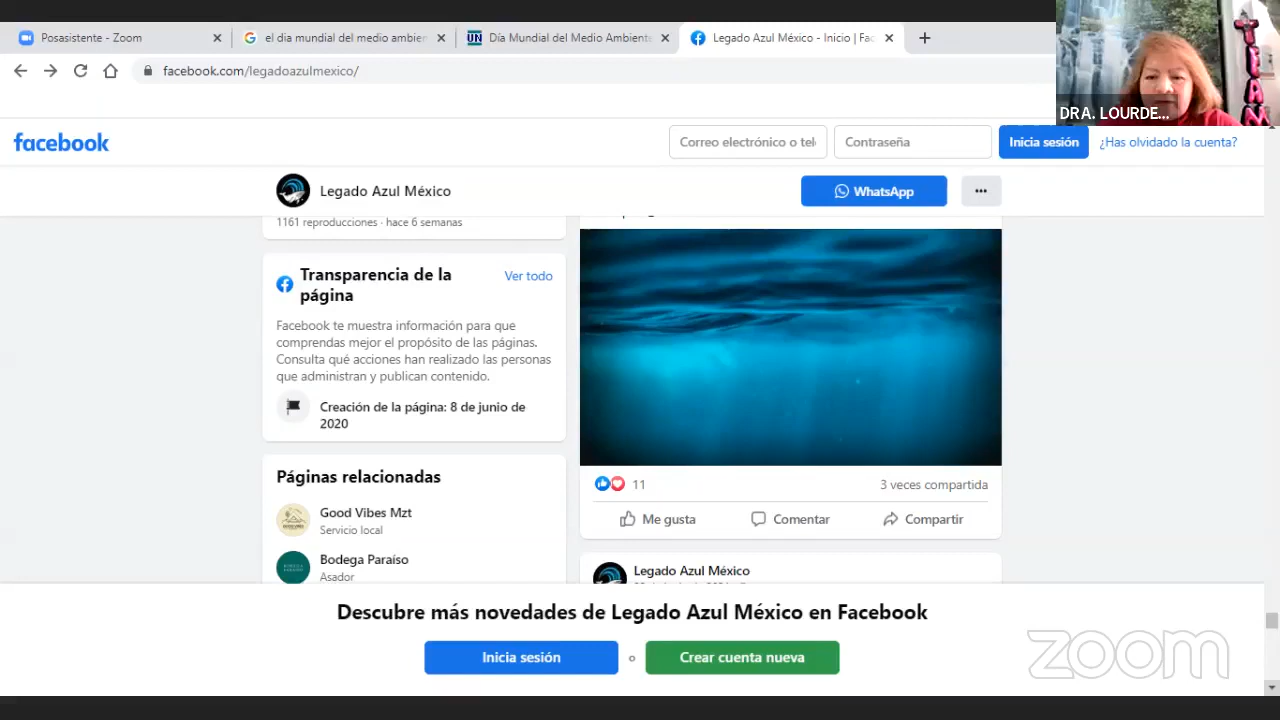 Posasistente - Zoom
el dia mundial del medio ambien
Día Mundial del Medio Ambiente
Legado Azul México - Inicio | Fac
facebook.com/legadoazulmexico/
TEAM
DRA. LOURDE...
facebook
Correo electrónico o tel
Contraseña
Inicia sesión
¿Has olvidado la cuenta?
Legado Azul México
WhatsApp
1161 reproducciones · hace 6 semanas
Transparencia de la
página
Ver todo
Facebook te muestra información para que
comprendas mejor el propósito de las páginas.
Consulta qué acciones han realizado las personas
que administran y publican contenido.
Creación de la página: 8 de junio de
2020
Páginas relacionadas
Good Vibes Mzt
Servicio local
Bodega Paraíso
Asador
11
3 veces compartida
Me gusta
Comentar
Compartir
Legado Azul México
Descubre más novedades de Legado Azul México en Facebook
Inicia sesión
o
Crear cuenta nueva
zoom